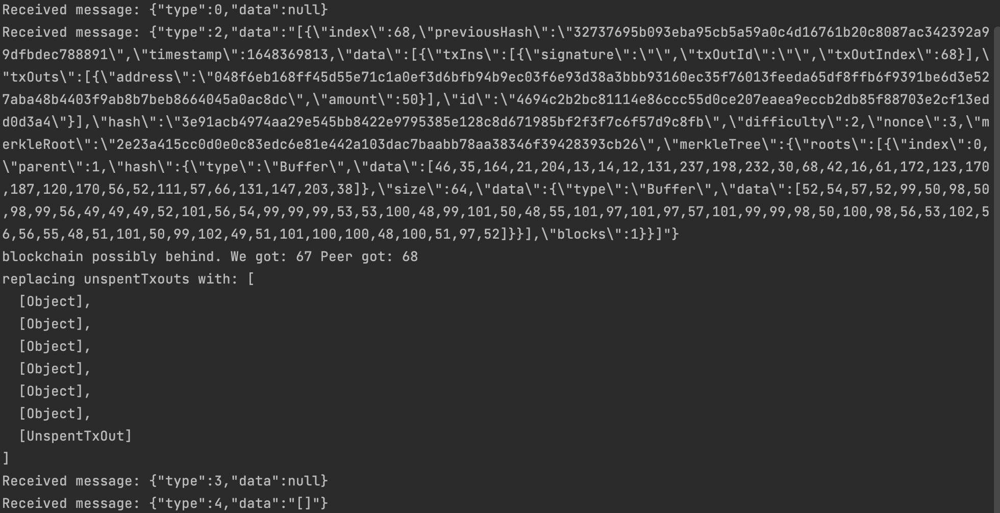 Received message: {"type":0,"data":null}
Received message: {"type":2,"data":"[{\"index\":68,\"previousHash\":\"32737695b093eba95cb5a59a0c4d16761b20c8087ac342392a9
9dfbdec788891\",\"timestamp\":1648369813,\"data\":[{\"txIns\":[{\"signature\":\"\",\"txOutId\":\"\",\"txOutIndex\":68}],\
"txOuts\":[{\"address\":\"048f6eb168ff45d55e71c1a0ef3d6bfb94b9ec03f6e93d38a3bbb93160ec35f76013feeda65df8ffb6f9391be6d3e52
7aba48b4403f9ab8b7beb8664045a0ac8dc\",\"amount\":50}],\"id\":\"4694c2b2bc81114e86ccc55d0ce207eaea9eccb2db85f88703e2cf13ed
d0d3a4\"}],\"hash\":\"3e91acb4974aa29e545bb8422e9795385e128c8d671985bf2f3f7c6f57d9c8fb\",\"difficulty\":2,\"nonce\":3,\"m
erkleRoot\":\"2e23a415cc0d0e0c83edc6e81e442a103dac7baabb78aa38346f39428393cb26\",\"merkleTree\":{\"roots\":[{\"index\":0,
\"parent\":1,\"hash\":{\"type\":\"Buffer\",\"data\":[46,35,164,21,204,13,14,12,131,237,198,232,30,68,42,16,61,172,123,170
,187,120,170,56,52,111,57,66,131,147,203,38]},\"size\":64,\"data\":{\"type\":\"Buffer\",\"data\":[52,54,57,52,99,50,98,50
,98,99,56,49,49,49,52,101,56,54,99,99,99,53,53,100,48,99,101,50,48,55,101,97,101,97,57,101,99,99,98,50,100,98,56,53,102,5
6,56,55,48,51,101,50,99,102,49,51,101,100,100,48,100,51,97,52]}}],\"blocks\":1}}]"}
blockchain possibly behind. We got: 67 Peer got: 68
replacing unspentTxouts with: [
  [Object],
  [Object],
  [Object],
  [Object],
  [Object],
  [Object],
  [UnspentTxOut]
]
Received message: {"type":3,"data":null}
Received message: {"type":4,"data":"[]"}